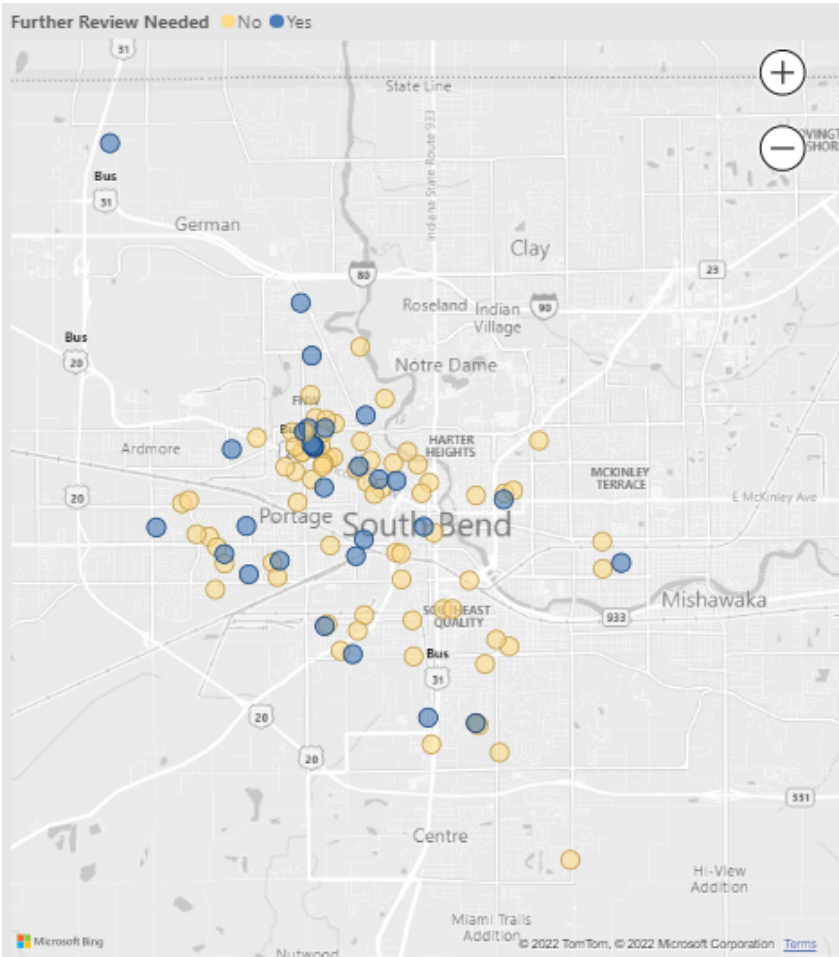 Further Review Needed No Yes
31
State Line
Indiana State Route 933
Bus
31
German
Clay
80
23
Roseland
Indian
Village
90
Bus
20
Notre Dame
FNW
Ardmore
HARTER
HEIGHTS
MCKINLEY
TERRACE
20
E McKinley Ave
Portage
South Bend
Mishawaka
933
QUALITY
Bus
31
20
20
331
Centre
Hi-View
Addition
Miami Trails
Addition
Nutwood
Microsoft Bing
© 2022 TomTom, © 2022 Microsoft Corporation Terms